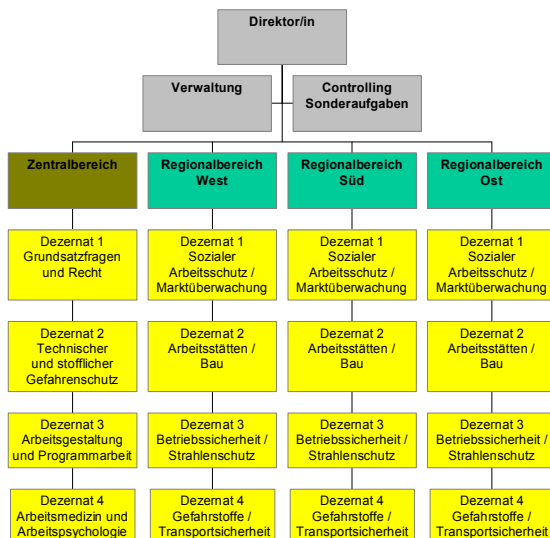 Direktor/in
Verwaltung
Controlling
Sonderaufgaben
Zentralbereich
Regionalbereich
West
Regionalbereich
Süd
Regionalbereich
Ost
Dezernat 1
Grundsatzfragen
und Recht
Dezernat 1
Sozialer
Arbeitsschutz /
Marktüberwachung
Dezernat 1
Sozialer
Arbeitsschutz /
Marktüberwachung
Dezernat 1
Sozialer
Arbeitsschutz /
Marktüberwachung
Dezernat 2
Technischer
und stofflicher
Gefahrenschutz
Dezernat 2
Arbeitsstätten /
Bau
Dezernat 2
Arbeitsstätten /
Bau
Dezernat 2
Arbeitsstätten /
Bau
Dezernat 3
Arbeitsgestaltung
und Programmarbeit
Dezernat 3
Betriebssicherheit /
Strahlenschutz
Dezernat 3
Betriebssicherheit /
Strahlenschutz
Dezernat 3
Betriebssicherheit /
Strahlenschutz
Dezernat 4
Arbeitsmedizin und
Arbeitspsychologie
Dezernat 4
Gefahrstoffe /
Transportsicherheit
Dezernat 4
Gefahrstoffe /
Transportsicherheit
Dezernat 4
Gefahrstoffe /
Transportsicherheit